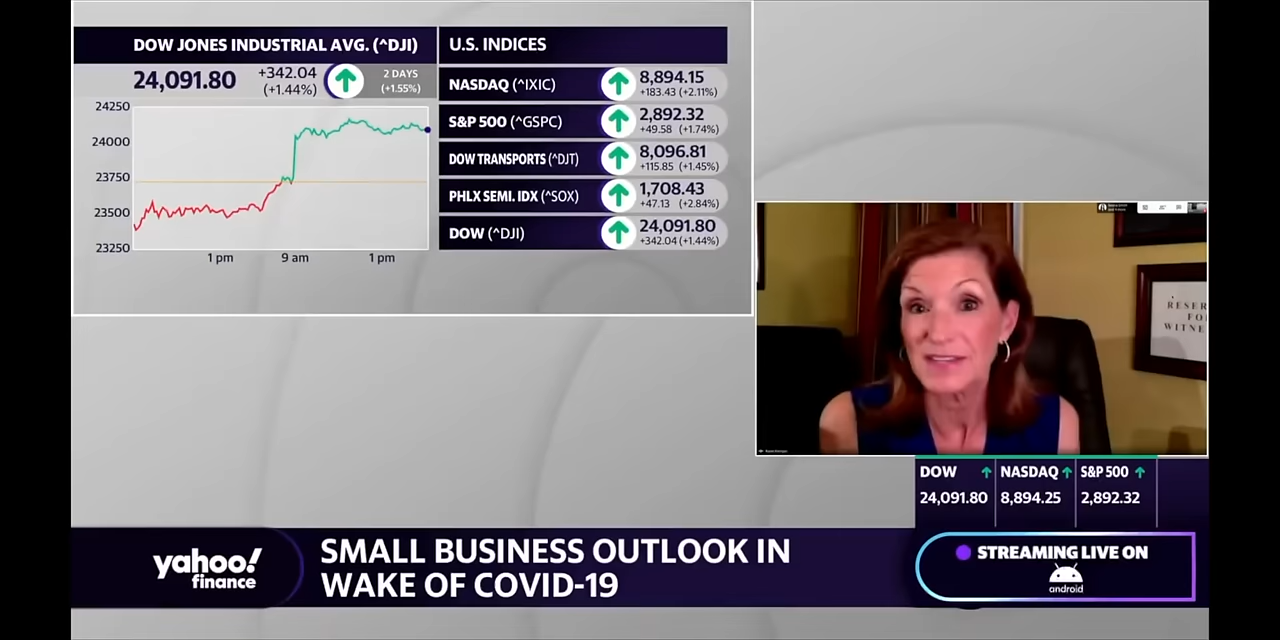 DOW JONES INDUSTRIAL AVG. (^DJI)
24,091.80
+342.04
(+1.44%)
2 DAYS
(+1.55%)
24250
24000
23750
23500
23250
1 pm
9 am
1 pm
U.S. INDICES
NASDAQ (^IXIC)
8,894.15
+183.43 (+2.11%)
S&P 500 (^GSPC)
2,892.32
+49.58 (+1.74%)
DOW TRANSPORTS (^DJT)
8,096.81
+115.85 (+1.45%)
PHLX SEMI. IDX (^SOX)
1,708.43
+47.13 (+2.84%)
DOW (^DJI)
24,091.80
+342.04 (+1.44%)
RESER
FO
WITNE
DOW
24,091.80
NASDAQ
8,894.25
S&P 500
2,892.32
yahoo!
finance
SMALL BUSINESS OUTLOOK IN
WAKE OF COVID-19
STREAMING LIVE ON
android